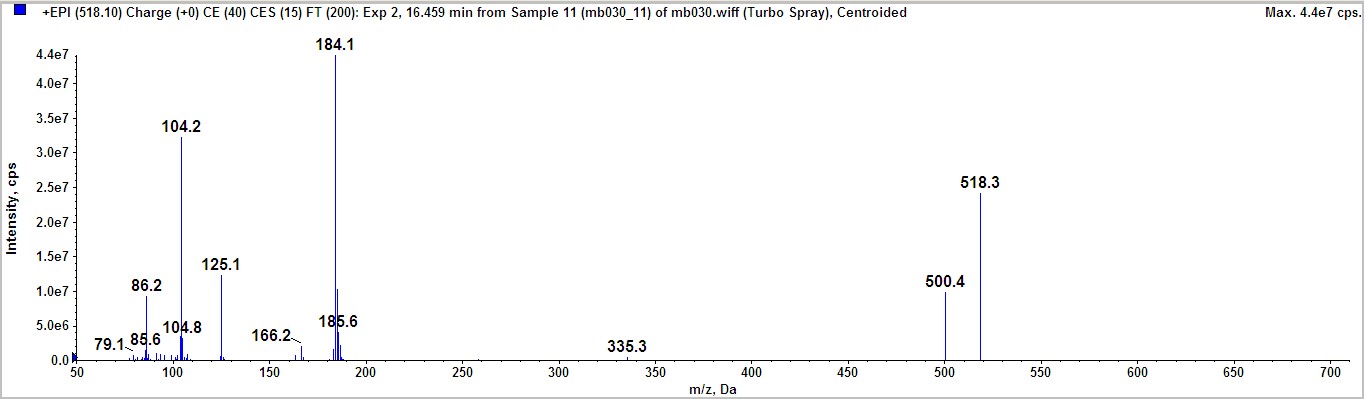 +EPI (518.10) Charge (+0) CE (40) CES (15) FT (200): Exp 2, 16.459 min from Sample 11 (mb030_11) of mb030.wiff (Turbo Spray), Centroided
Max. 4.4e7 cps.
Intensity, cps
4.4e7
4.0e7
3.5e7
3.0e7
2.5e7
2.0e7
1.5e7
1.0e7
5.0e6
0.0
184.1
104.2
518.3
125.1
500.4
86.2
104.8
185.6
166.2
79.1
85.6
335.3
50 100 150 200 250 300 350 400 450 500 550 600 650 700
m/z, Da